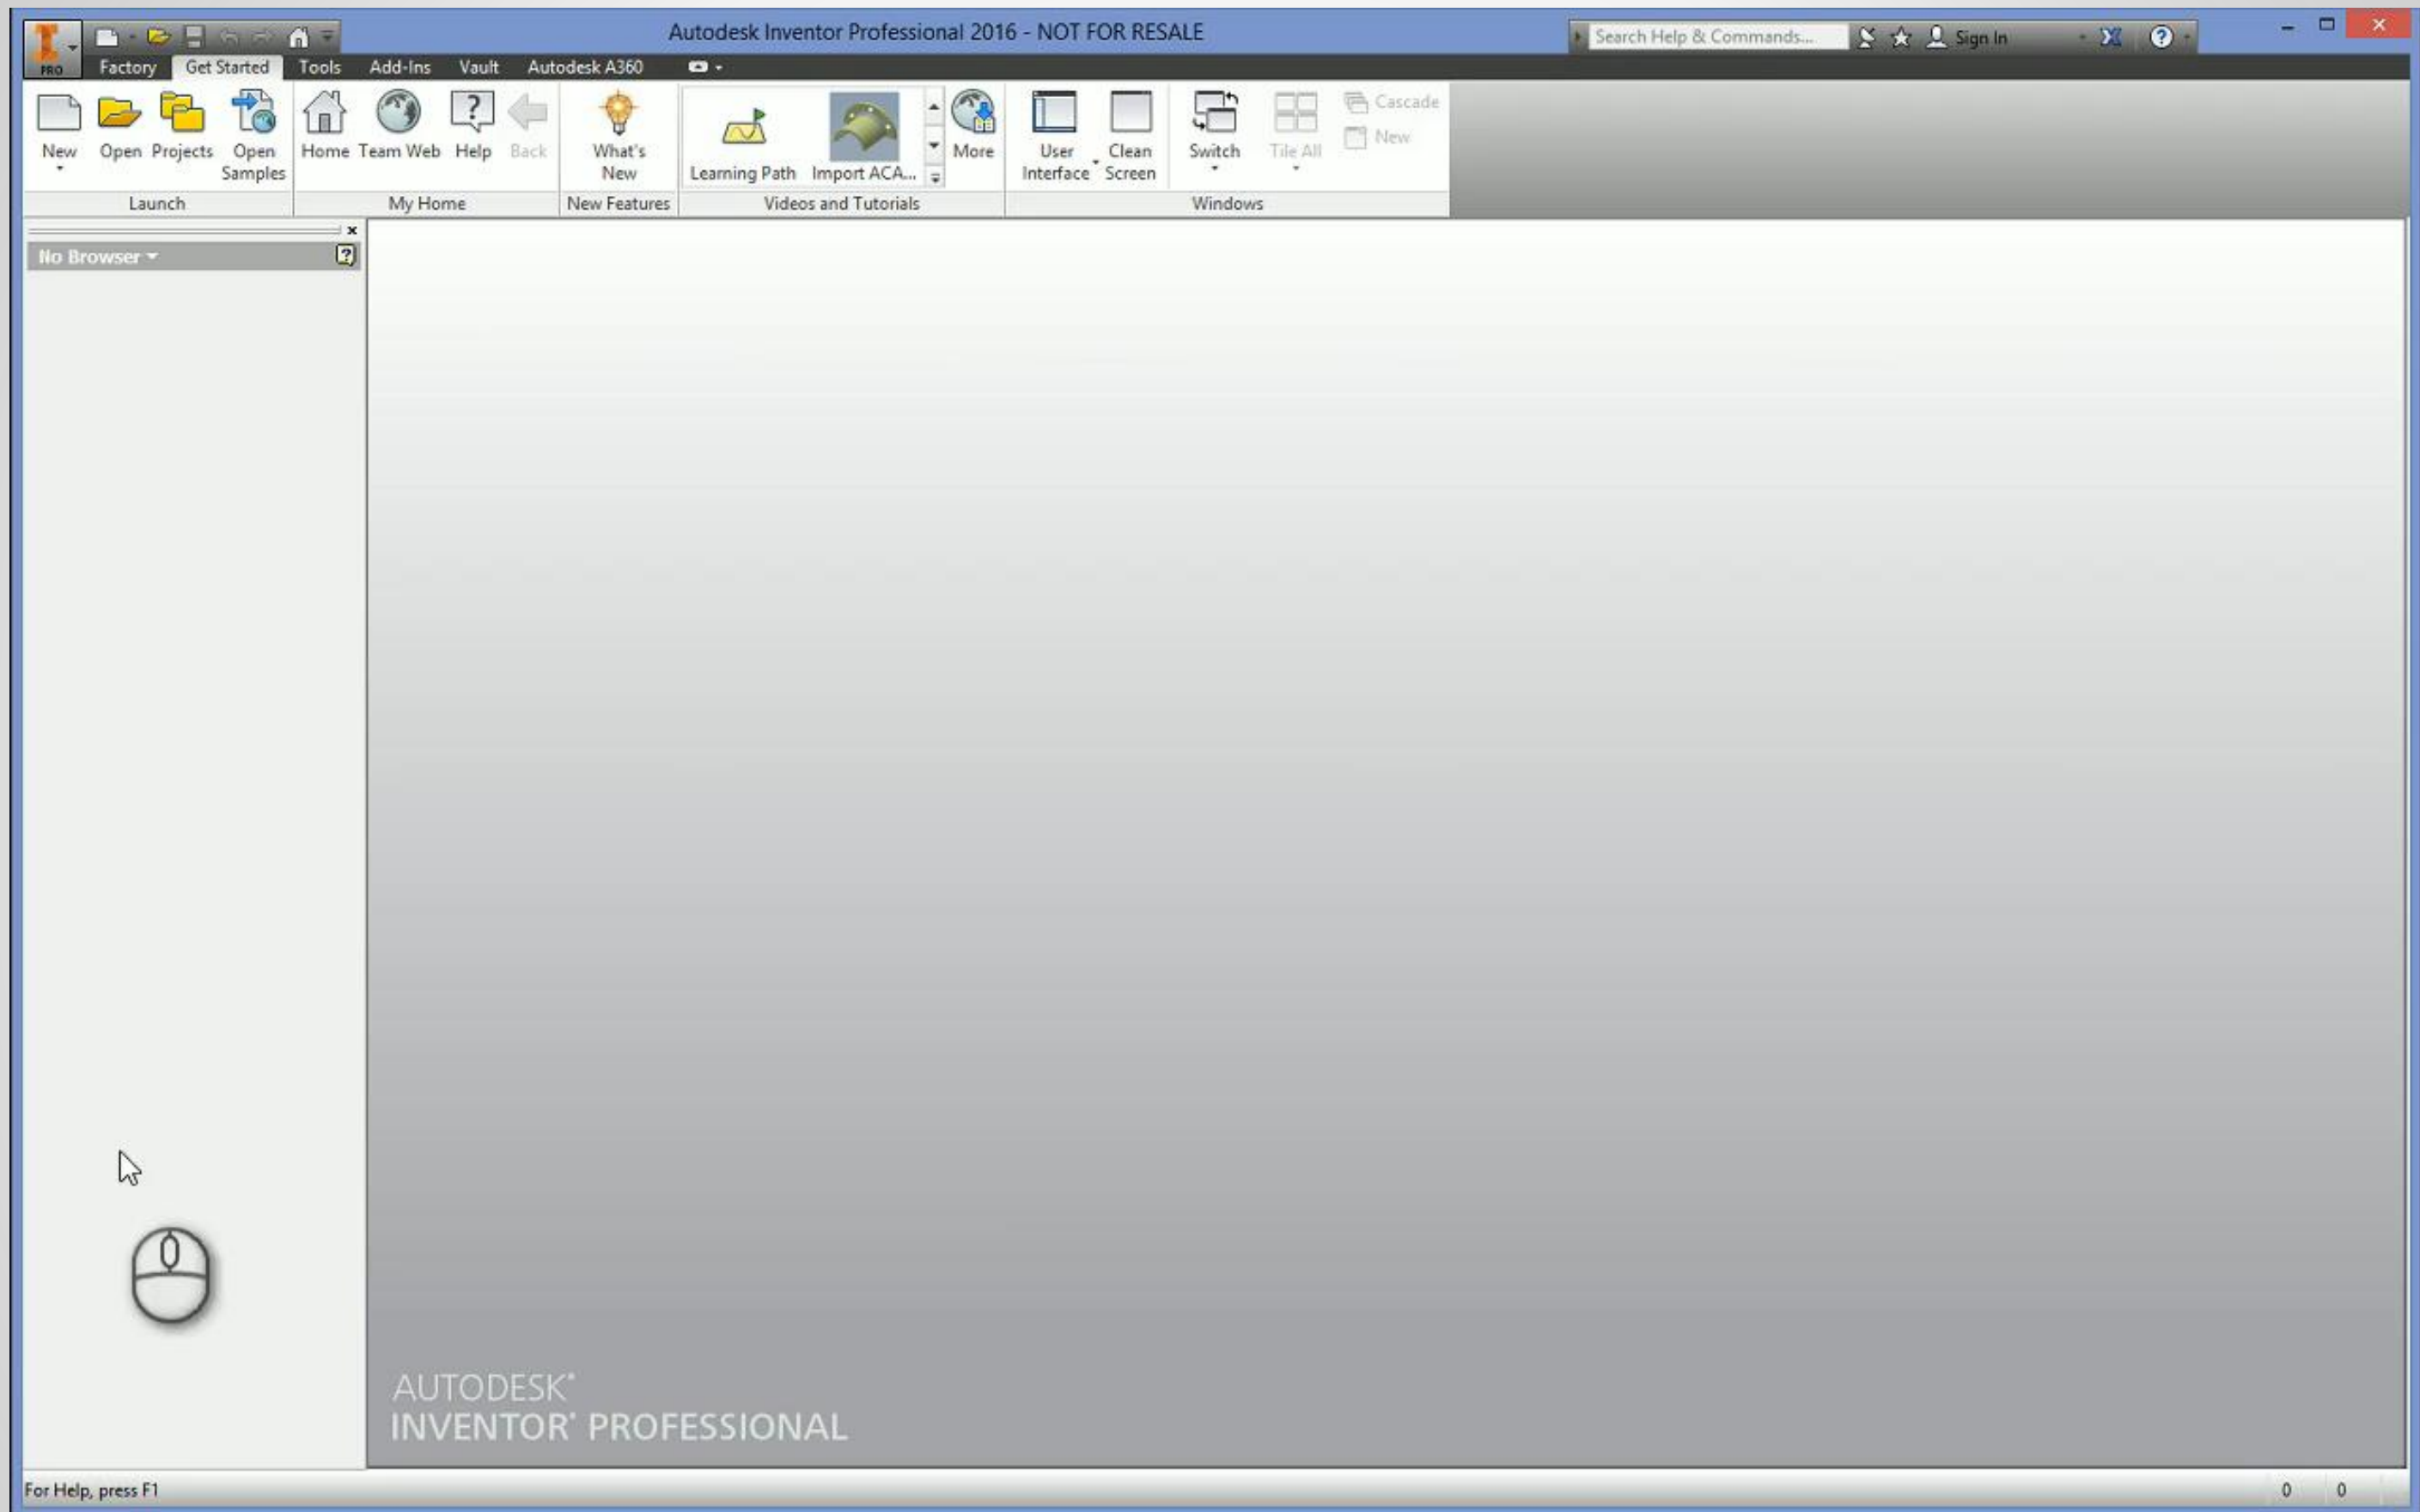 Autodesk Inventor Professional 2016 - NOT FOR RESALE
Search Help & Commands...
Sign In
PRO
Factory
Get Started
Tools
Add-Ins
Vault
Autodesk A360
New
Open
Projects
Open
Samples
Home
Team Web
Help
Back
What's
New
Learning Path
Import ACA...
More
User
Interface
Clean
Screen
Switch
Tile All
Cascade
New
Launch
My Home
New Features
Videos and Tutorials
Windows
No Browser
AUTODESK®
INVENTOR® PROFESSIONAL
For Help, press F1
0
0